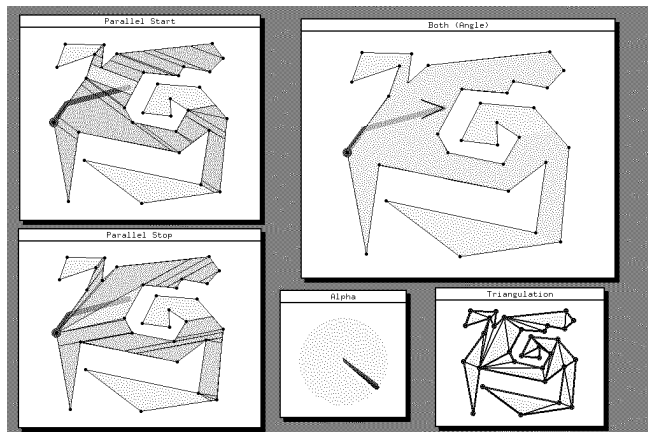 Parallel Start
Both (Angle)
Parallel Stop
Alpha
Triangulation